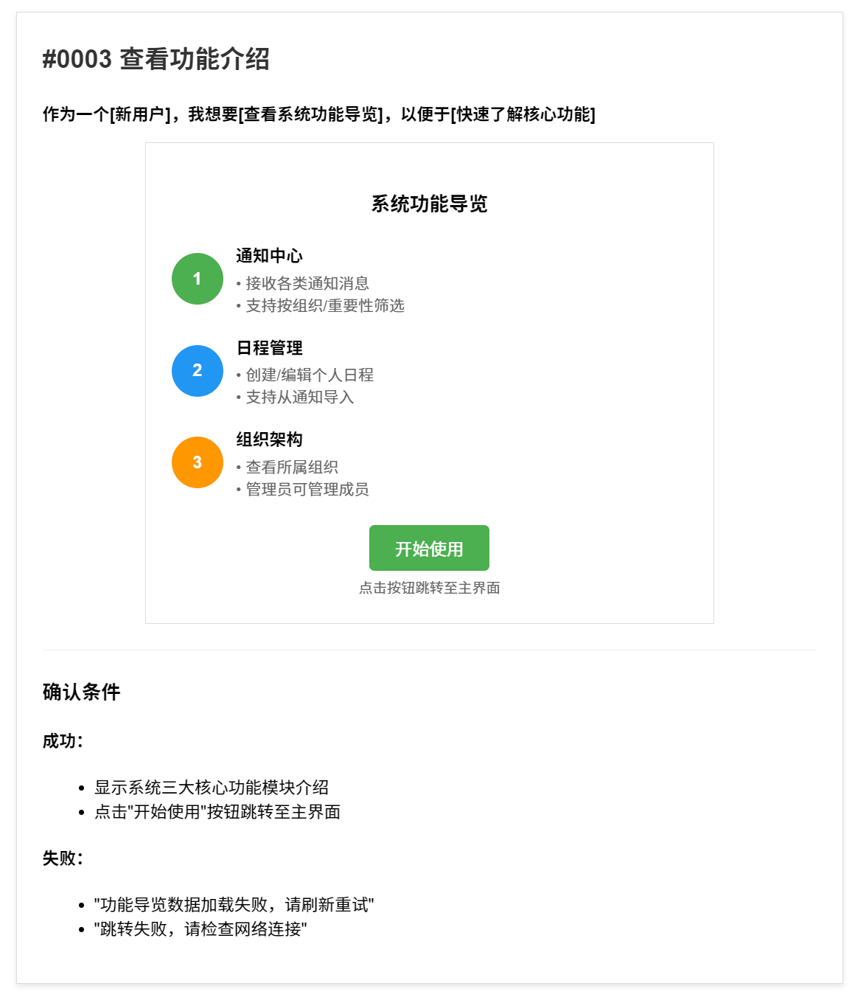 #0003 查看功能介绍
作为一个[新用户]，我想要[查看系统功能导览]，以便于[快速了解核心功能]
系统功能导览
1
通知中心
• 接收各类通知消息
• 支持按组织/重要性筛选
2
日程管理
• 创建/编辑个人日程
• 支持从通知导入
3
组织架构
• 查看所属组织
• 管理员可管理成员
开始使用
点击按钮跳转至主界面
确认条件
成功：
• 显示系统三大核心功能模块介绍
• 点击"开始使用"按钮跳转至主界面
失败：
• "功能导览数据加载失败，请刷新重试"
• "跳转失败，请检查网络连接"